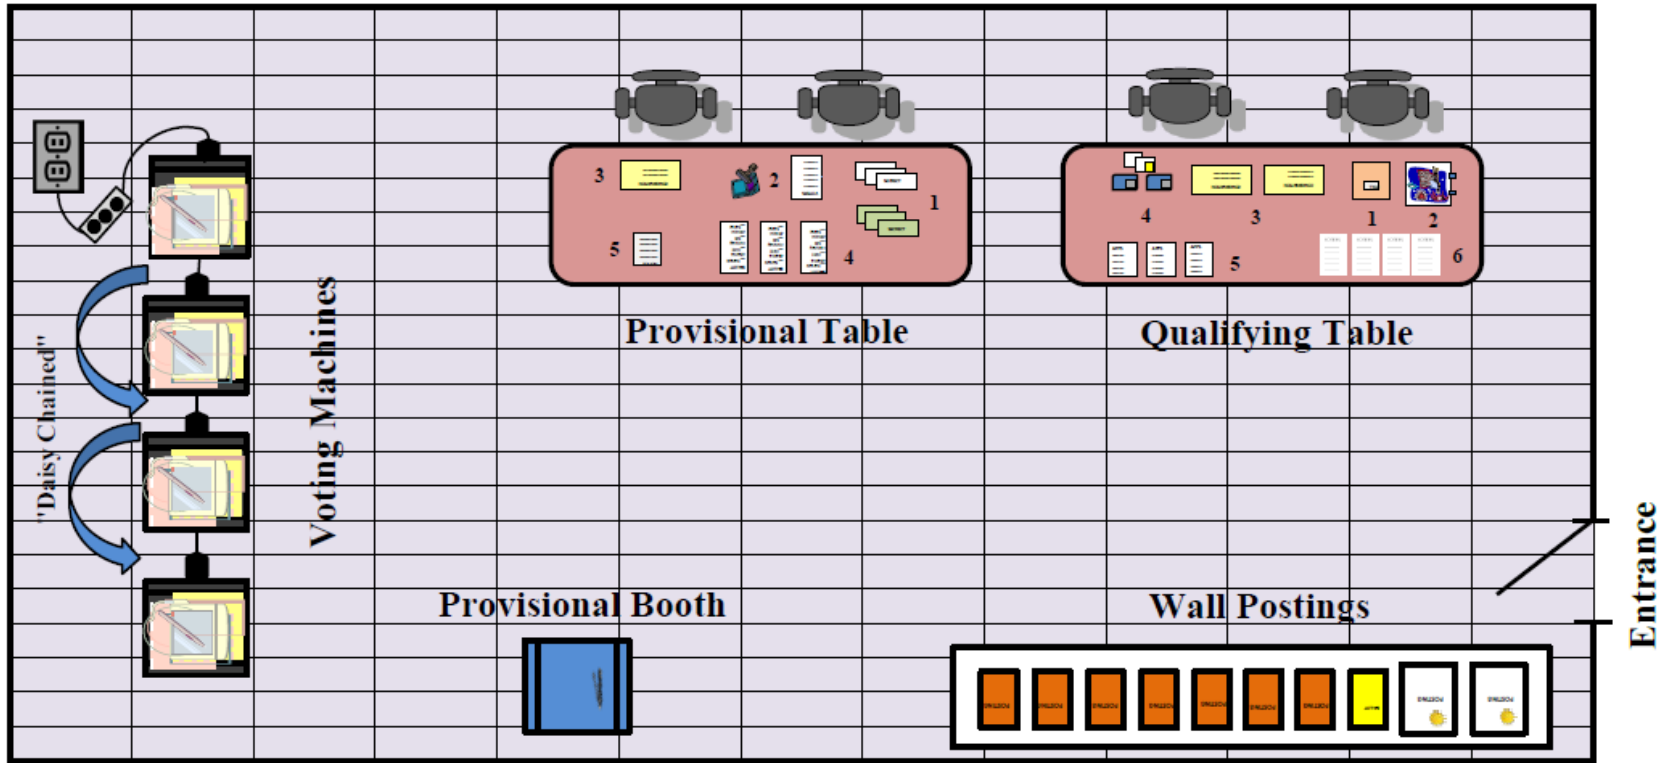 3
2
1
5
4
4
3
1
2
5
6
Provisional Table
Qualifying Table
"Daisy Chained"
Voting Machines
Provisional Booth
Wall Postings
Entrance